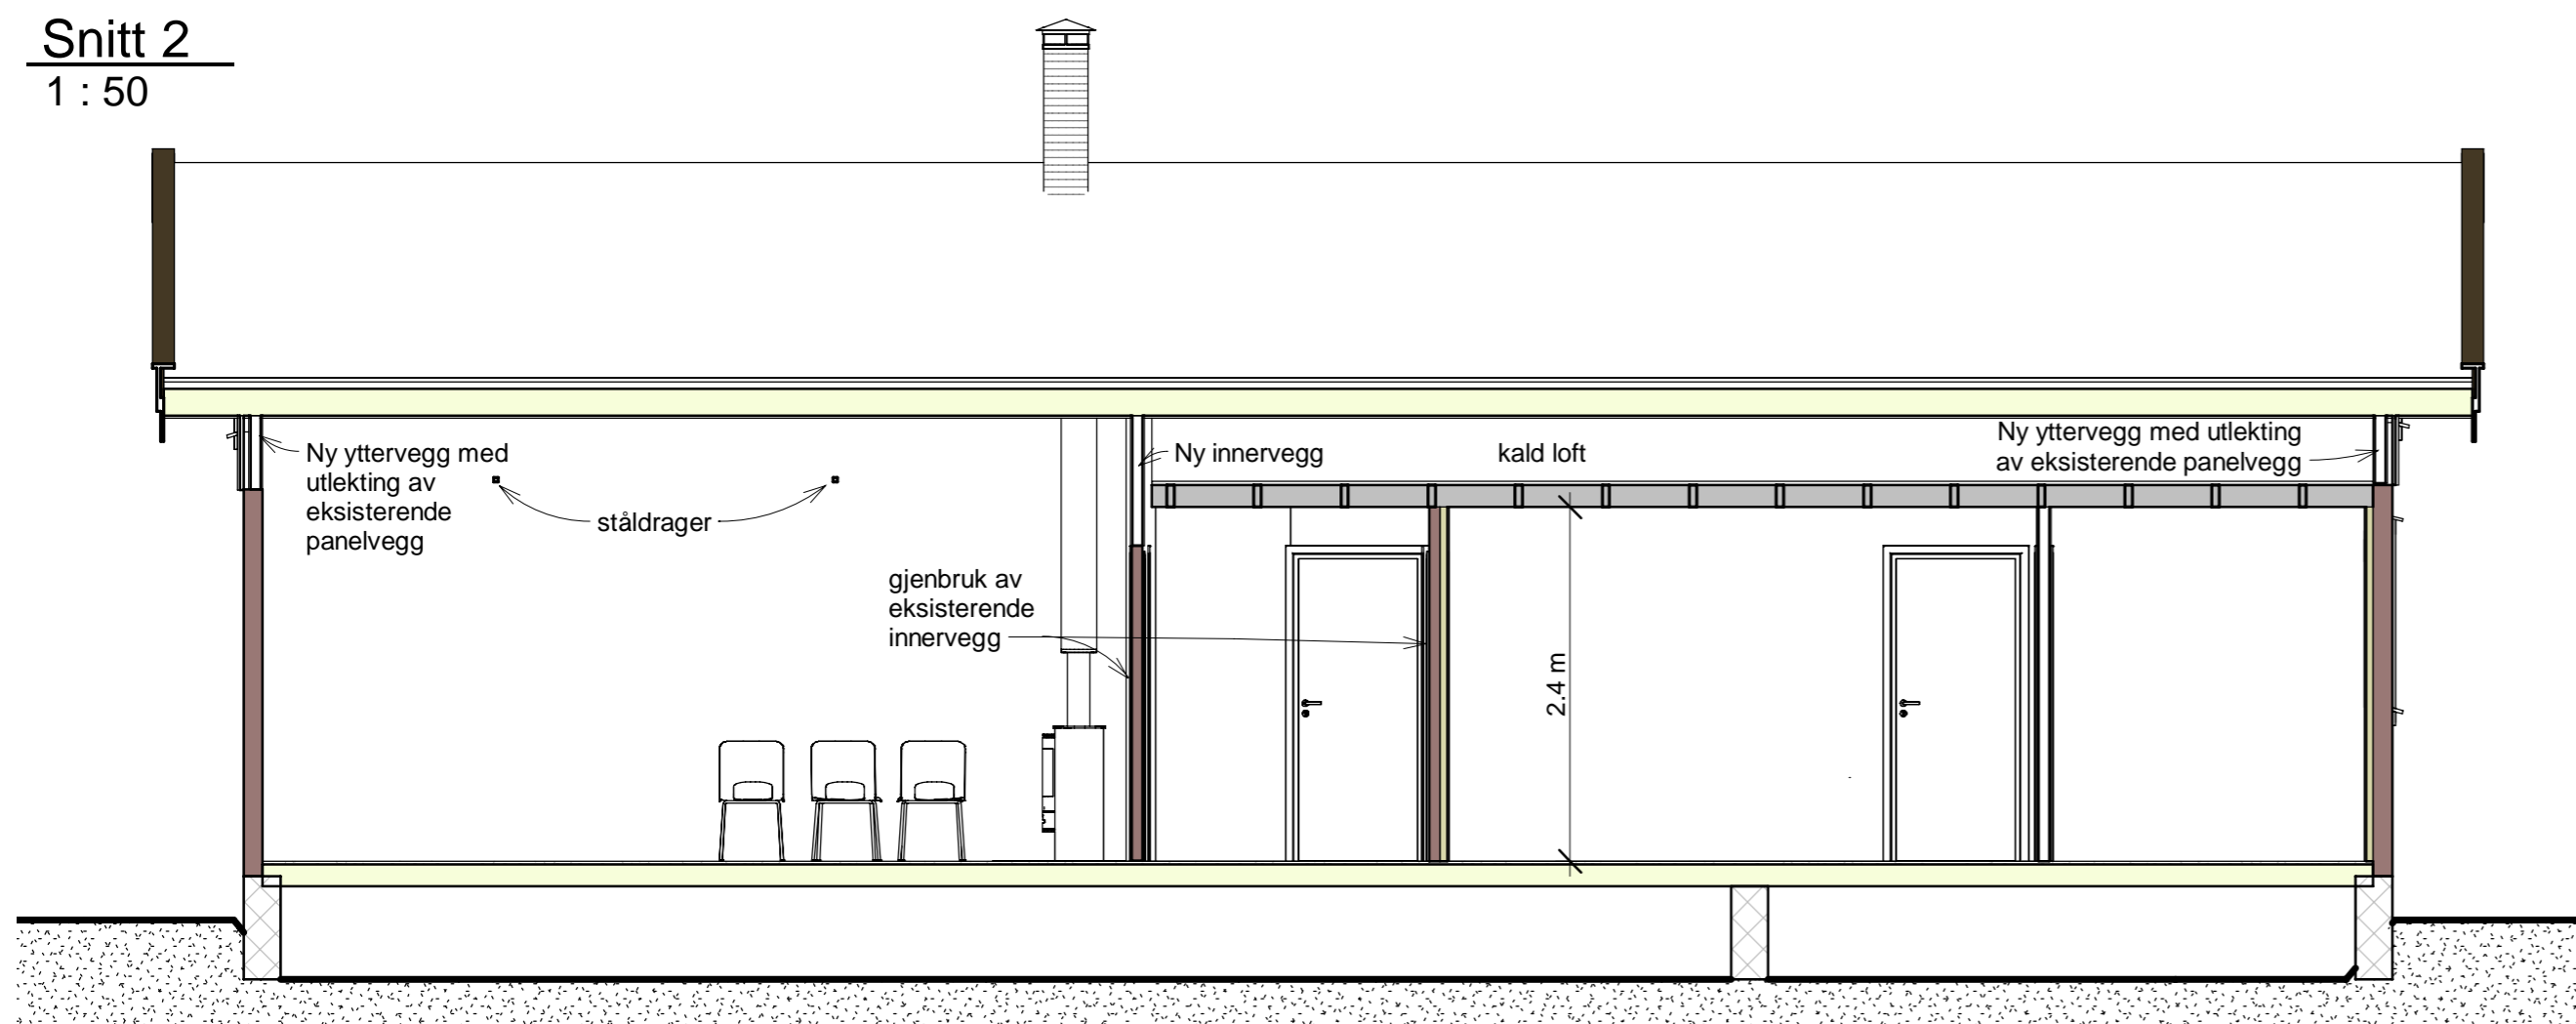 Snitt 2
1 : 50
Ny yttervegg med
utlekting av
eksisterende
panelvegg
ståldrager
gjenbruk av
eksisterende
innervegg
Ny innervegg
kald loft
Ny yttervegg med utlekting
av eksisterende panelvegg
2.4 m